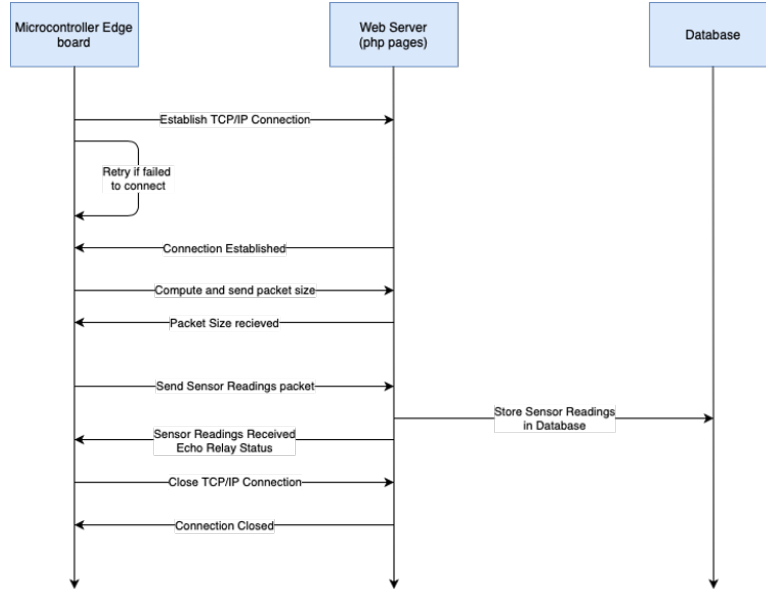 Microcontroller Edge
board
Web Server
(php pages)
Database
Establish TCP/IP Connection
Retry if failed
to connect
Connection Established
Compute and send packet size
Packet Size recieved
Send Sensor Readings packet
Store Sensor Readings
in Database
Sensor Readings Received
Echo Relay Status
Close TCP/IP Connection
Connection Closed